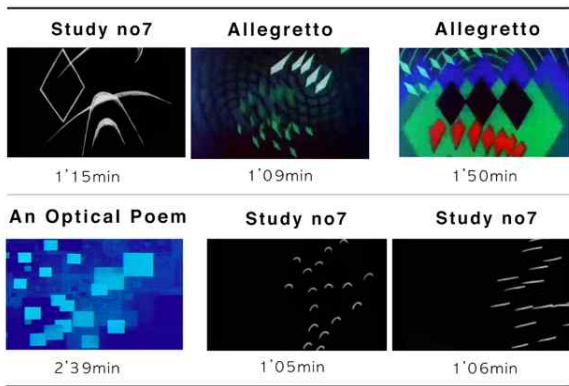 Study no7 Allegretto Allegretto
1'15min 1'09min 1'50min
An Optical Poem Study no7 Study no7
2'39min 1'05min 1'06min